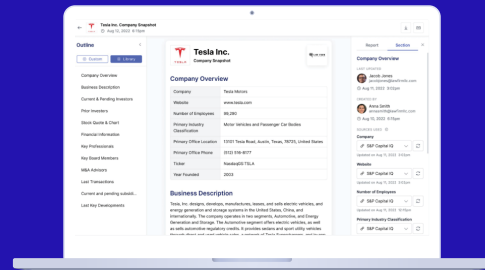 Tesla Inc. Company Snapshot
Aug 12, 2022 6:15pm
Outline
Custom
Library
Company Overview
Business Description
Current & Pending Investors
Prior Investors
Stock Quote & Chart
Financial Information
Key Professionals
Key Board Members
M&A Advisors
Last Transactions
Current and pending subsidi...
Last Key Developments
TESLA
Tesla Inc.
Company Snapshot
Company Overview
Company Tesla Motors
Website www.tesla.com
Number of Employees 99,290
Primary Industry Classification Motor Vehicles and Passenger Car Bodies
Primary Office Location 13101 Tesla Road, Austin, Texas, 78725, United States
Primary Office Phone (512) 516-8177
Ticker NasdaqGS:TSLA
Year Founded 2003
Business Description
Tesla, Inc. designs, develops, manufactures, leases, and sells electric vehicles, and
energy generation and storage systems in the United States, China, and
internationally. The company operates in two segments, Automotive, and Energy
Generation and Storage. The Automotive segment offers electric vehicles, as well
as sells automotive regulatory credits. It provides sedans and sport utility vehicles
Report
Section
Company Overview
LAST UPDATED
Jacob Jones
Aug 11, 2022
CREATED BY
Anna Smith
Aug 10, 2022
SOURCES USED
Company
S&P Capital IQ
Website
S&P Capital IQ
Number of Employees
S&P Capital IQ
Primary Industry Classification
S&P Capital IQ